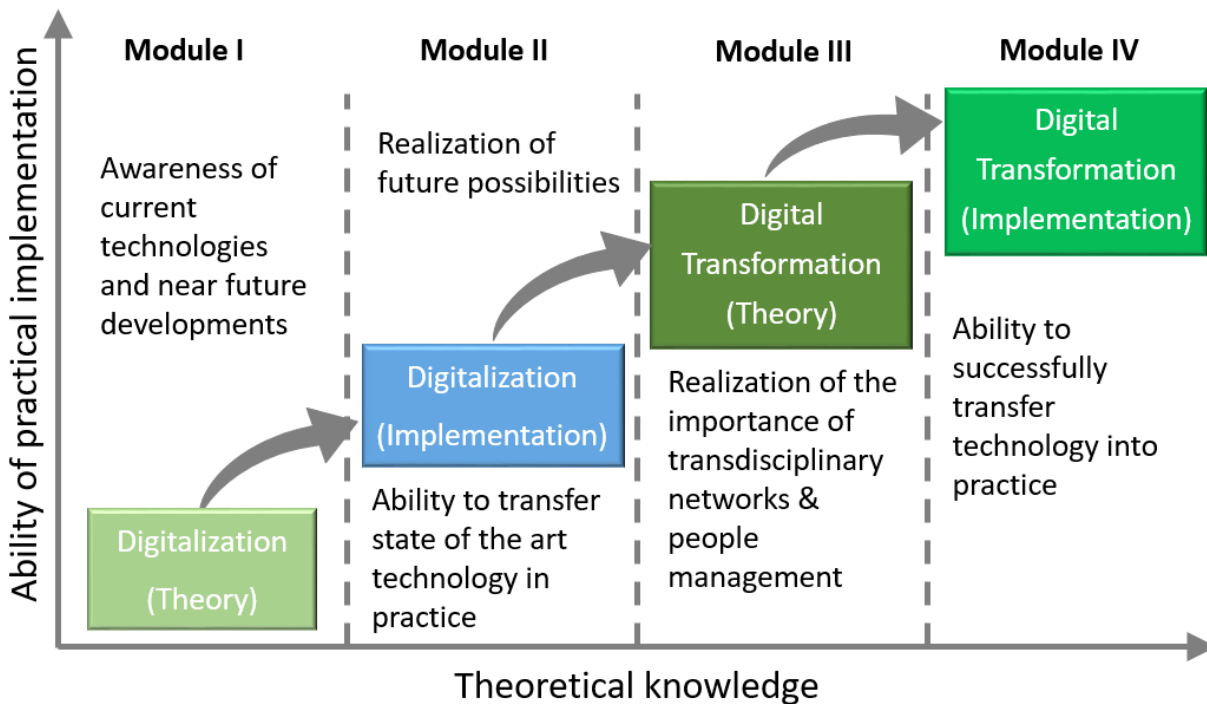 Ability of practical implementation
Module I
Awareness of
current
technologies
and near future
developments
Digitalization
(Theory)
Module II
Realization of
future possibilities
Digitalization
(Implementation)
Ability to transfer
state of the art
technology in
practice
Module III
Digital
Transformation
(Theory)
Realization of the
importance of
transdisciplinary
networks &
people
management
Module IV
Digital
Transformation
(Implementation)
Ability to
successfully
transfer
technology into
practice
Theoretical knowledge